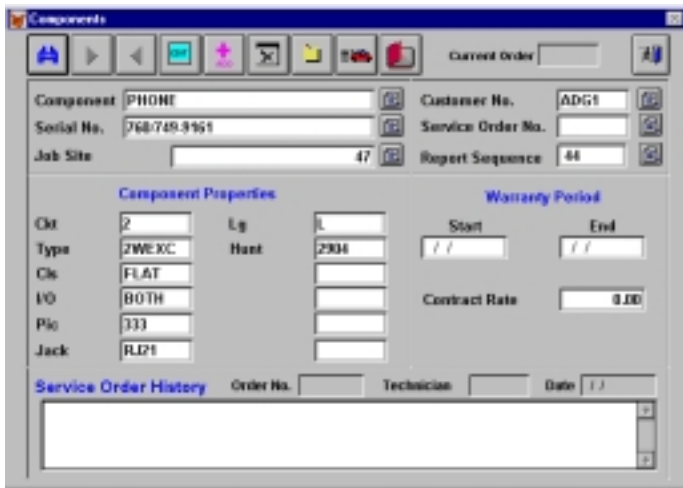 Components
Current Order
Component PHONE
Serial No. 760/749-9161
Job Site 47
Customer No. ADG1
Service Order No.
Report Sequence 44
Component Properties
Ckt 2 Lg L
Type 2WEXC Hunt 2904
Cls FLAT
I/O BOTH
Pic 333
Jack RJ21
Warranty Period
Start End
/ / / /
Contract Rate 0.00
Service Order History Order No. Technician Date / /